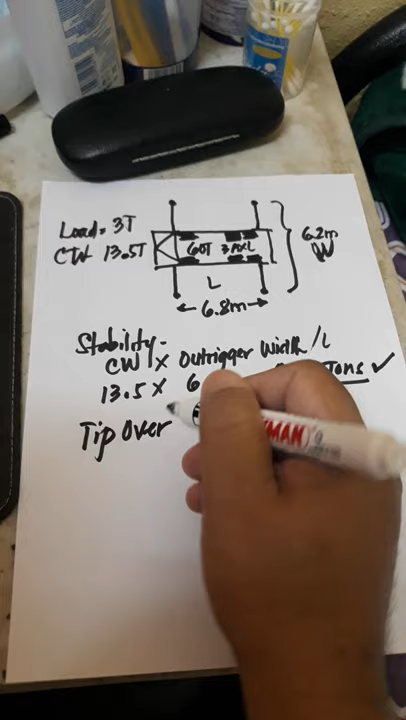 Load = 3T
CW 13.5T
60T 3 AXL
6.2m
W
L
6.8m
Stability -
CW X Outrigger Width / L
13.5 X 6 Tons ✓
Tip Over
MAN